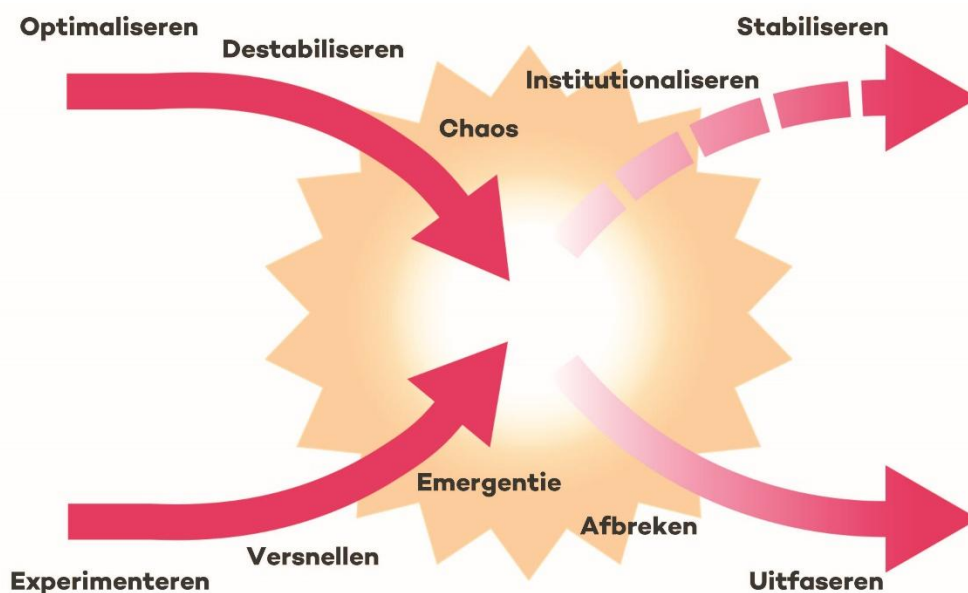 Optimaliseren
Destabiliseren
Chaos
Institutionaliseren
Stabiliseren
Experimenteren
Versnellen
Emergentie
Afbreken
Uitfaseren